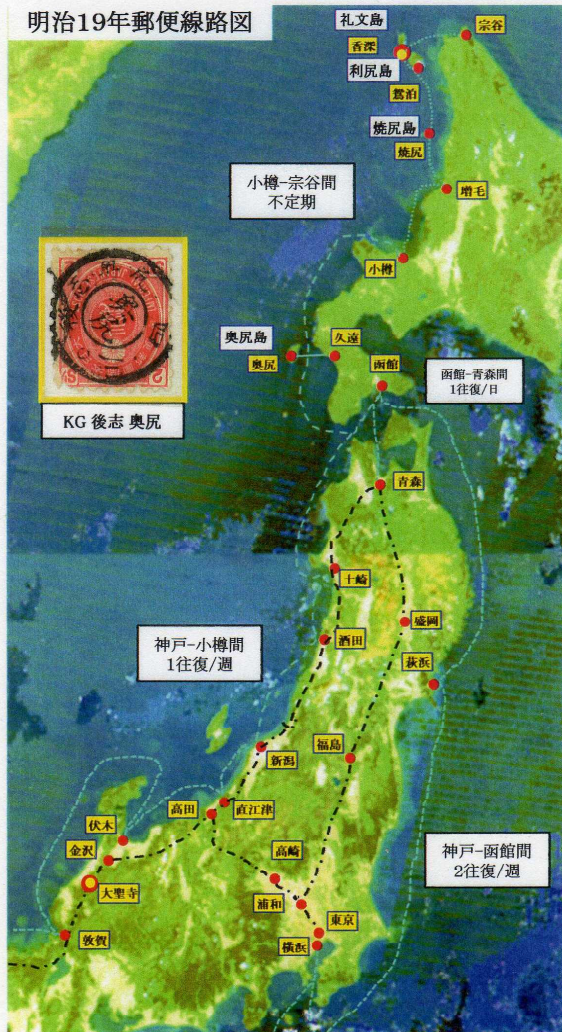 明治19年郵便線路図
礼文島
宗谷
香深
利尻島
鴛泊
焼尻島
焼尻
小樽-宗谷間
不定期
増毛
小樽
奥尻島
久遠
奥尻
函館
函館-青森間
1往復/日
KG 後志 奥尻
青森
土崎
盛岡
神戸-小樽間
1往復/週
酒田
萩浜
新潟
福島
高田
直江津
伏木
金沢
高崎
神戸-函館間
2往復/週
大聖寺
浦和
東京
敦賀
横浜